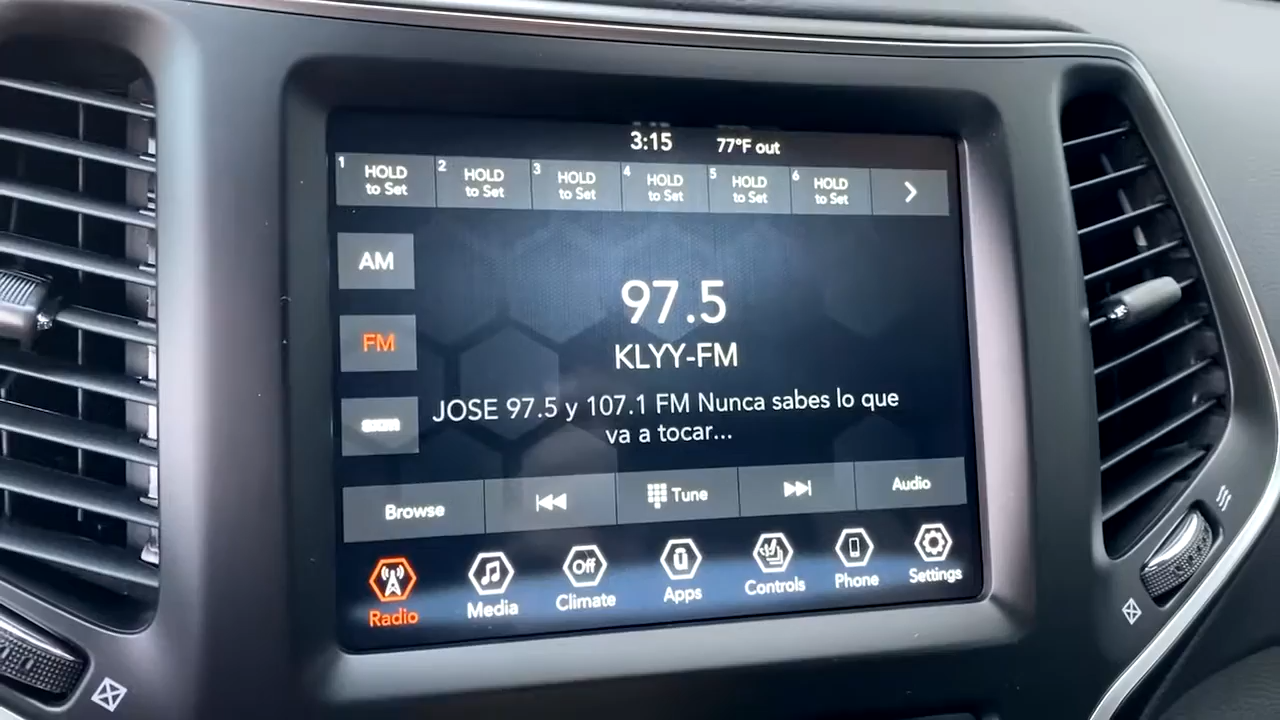 3:15 77°F out
1 HOLD to Set
2 HOLD to Set
3 HOLD to Set
4 HOLD to Set
5 HOLD to Set
6 HOLD to Set
AM
97.5
FM
KLYY-FM
JOSE 97.5 y 107.1 FM Nunca sabes lo que
va a tocar...
Browse Tune Audio
Off
Radio Media Climate Apps Controls Phone Settings